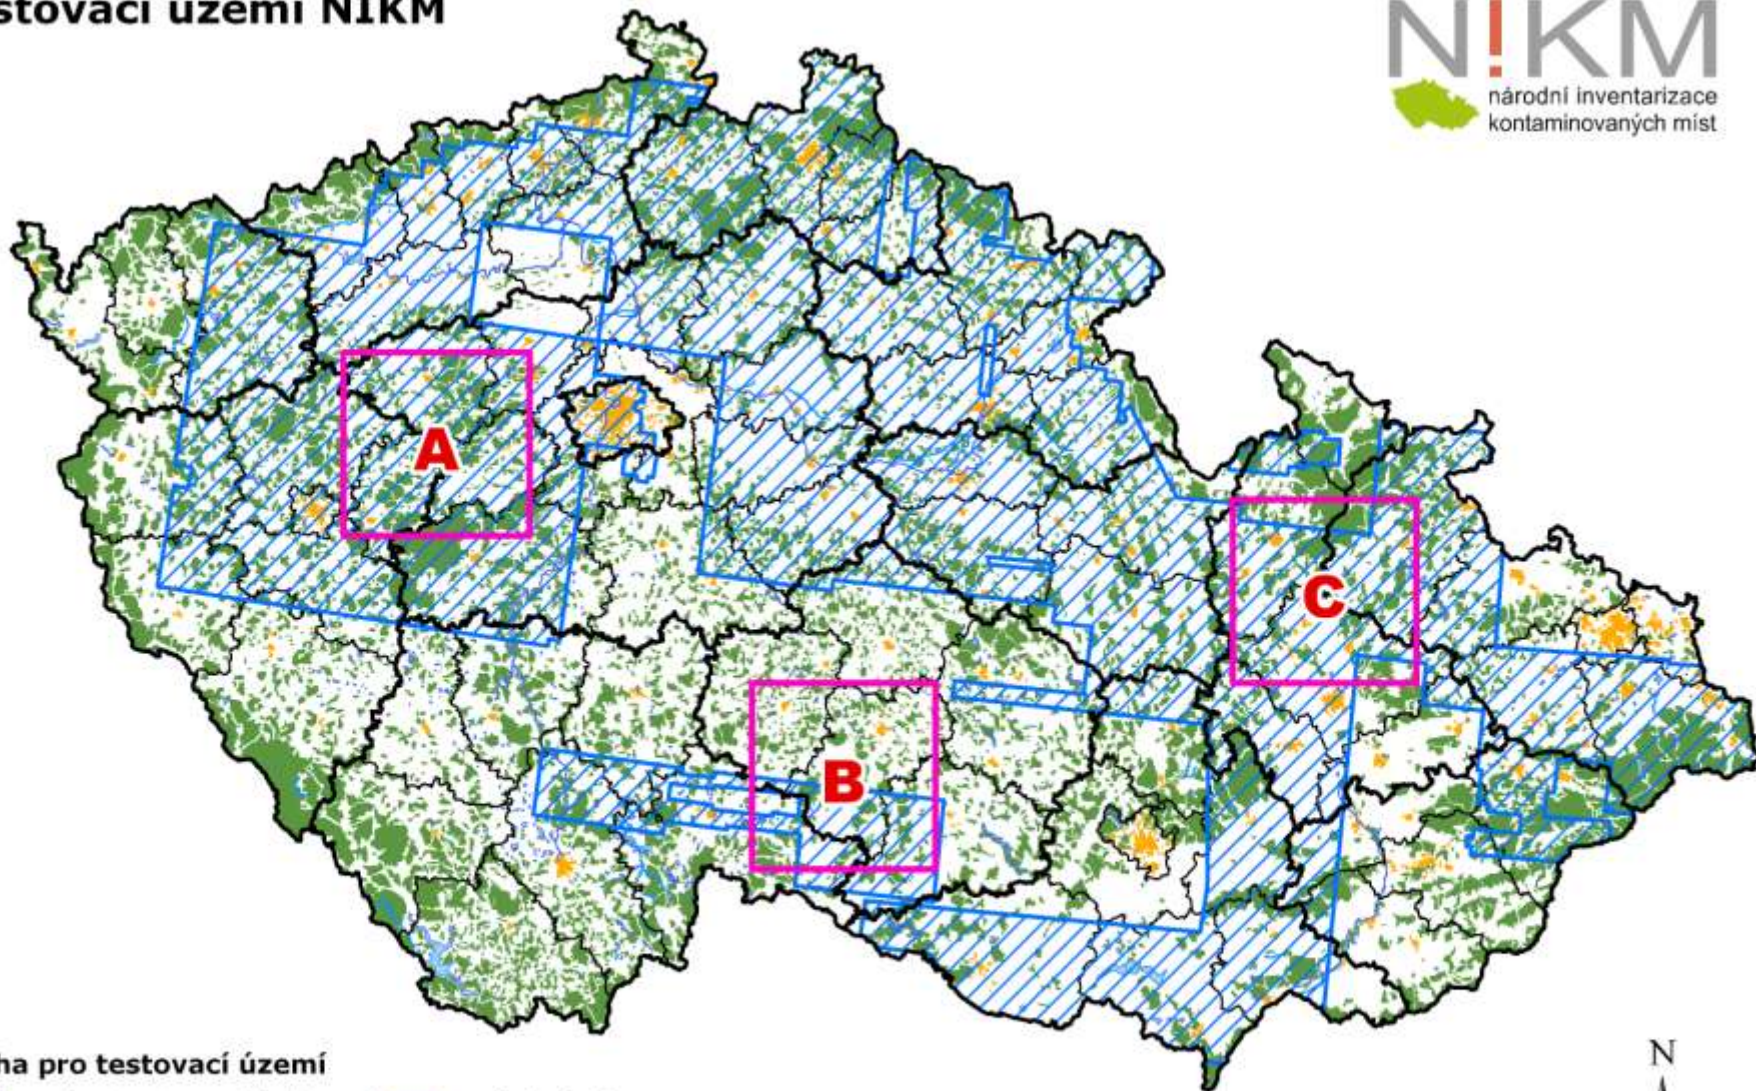 stovací území NIKM
N!KM
národní inventarizace
kontaminovaných míst
A
C
B
ha pro testovací území
N